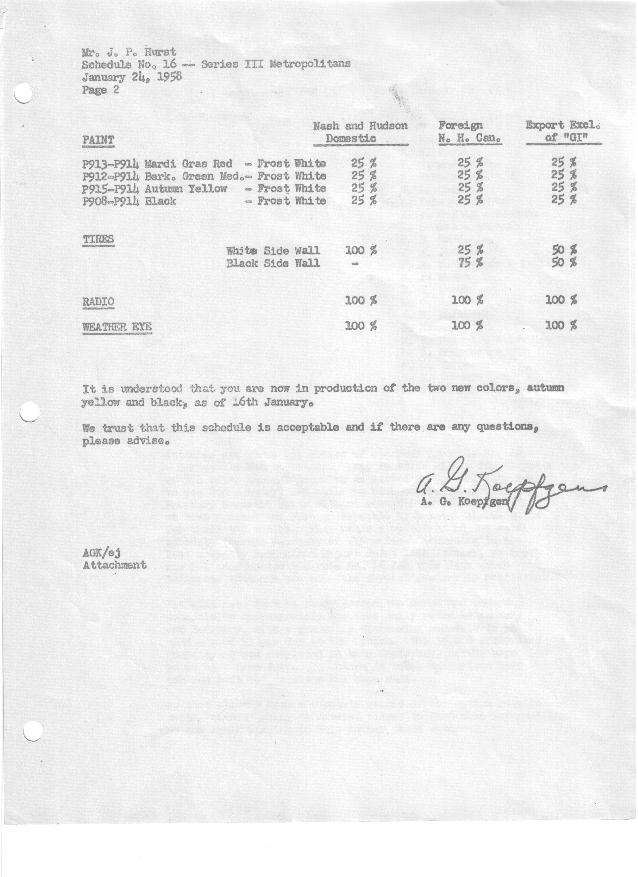 Mr. J. P. Hurst
Schedule No. 16 -- Series III Metropolitans
January 24, 1958
Page 2
Nash and Hudson Foreign Export Excl.
PAINT Domestic N. H. Can. of "GI"
P913-P914 Mardi Gras Red - Frost White 25 % 25 % 25 %
P912-P914 Berk. Green Med.- Frost White 25 % 25 % 25 %
P915-P914 Autumn Yellow - Frost White 25 % 25 % 25 %
P908-P914 Black - Frost White 25 % 25 % 25 %
TIRES
White Side Wall 100 % 25 % 50 %
Black Side Wall - 75 % 50 %
RADIO 100 % 100 % 100 %
WEATHER EYE 100 % 100 % 100 %
It is understood that you are now in production of the two new colors, autumn
yellow and black, as of 16th January.
We trust that this schedule is acceptable and if there are any questions,
please advise.
A. G. Koepfgen
A. G. Koepfgen
AGK/ej
Attachment